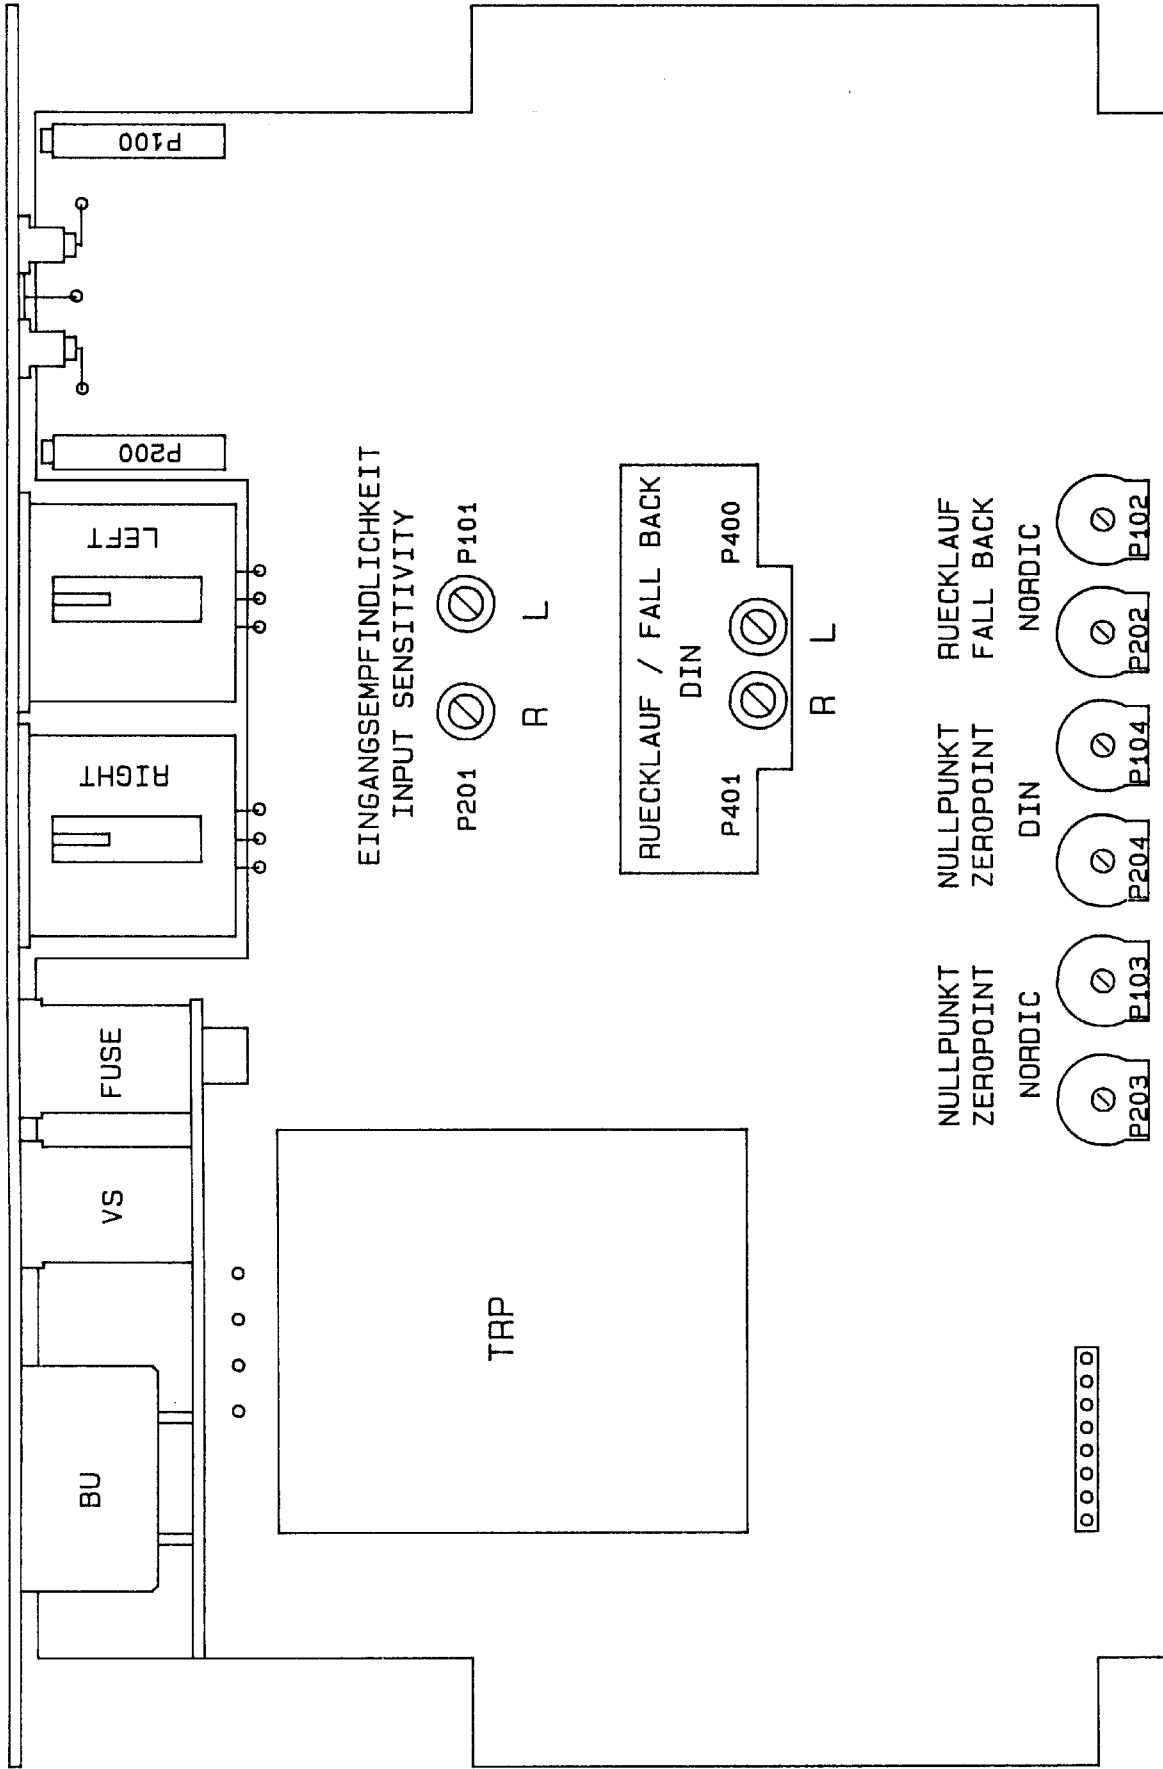 BU
VS
FUSE
RIGHT
LEFT
P200
P100
TRP
EINGANGSEMPFINDLICHKEIT
INPUT SENSITIVITY
P201
P101
R
L
RUECKLAUF / FALL BACK
DIN
P401
P400
R
L
NULLPUNKT
ZEROPOINT
NORDIC
NULLPUNKT
ZEROPOINT
DIN
RUECKLAUF
FALL BACK
NORDIC
P203
P103
P204
P104
P202
P102